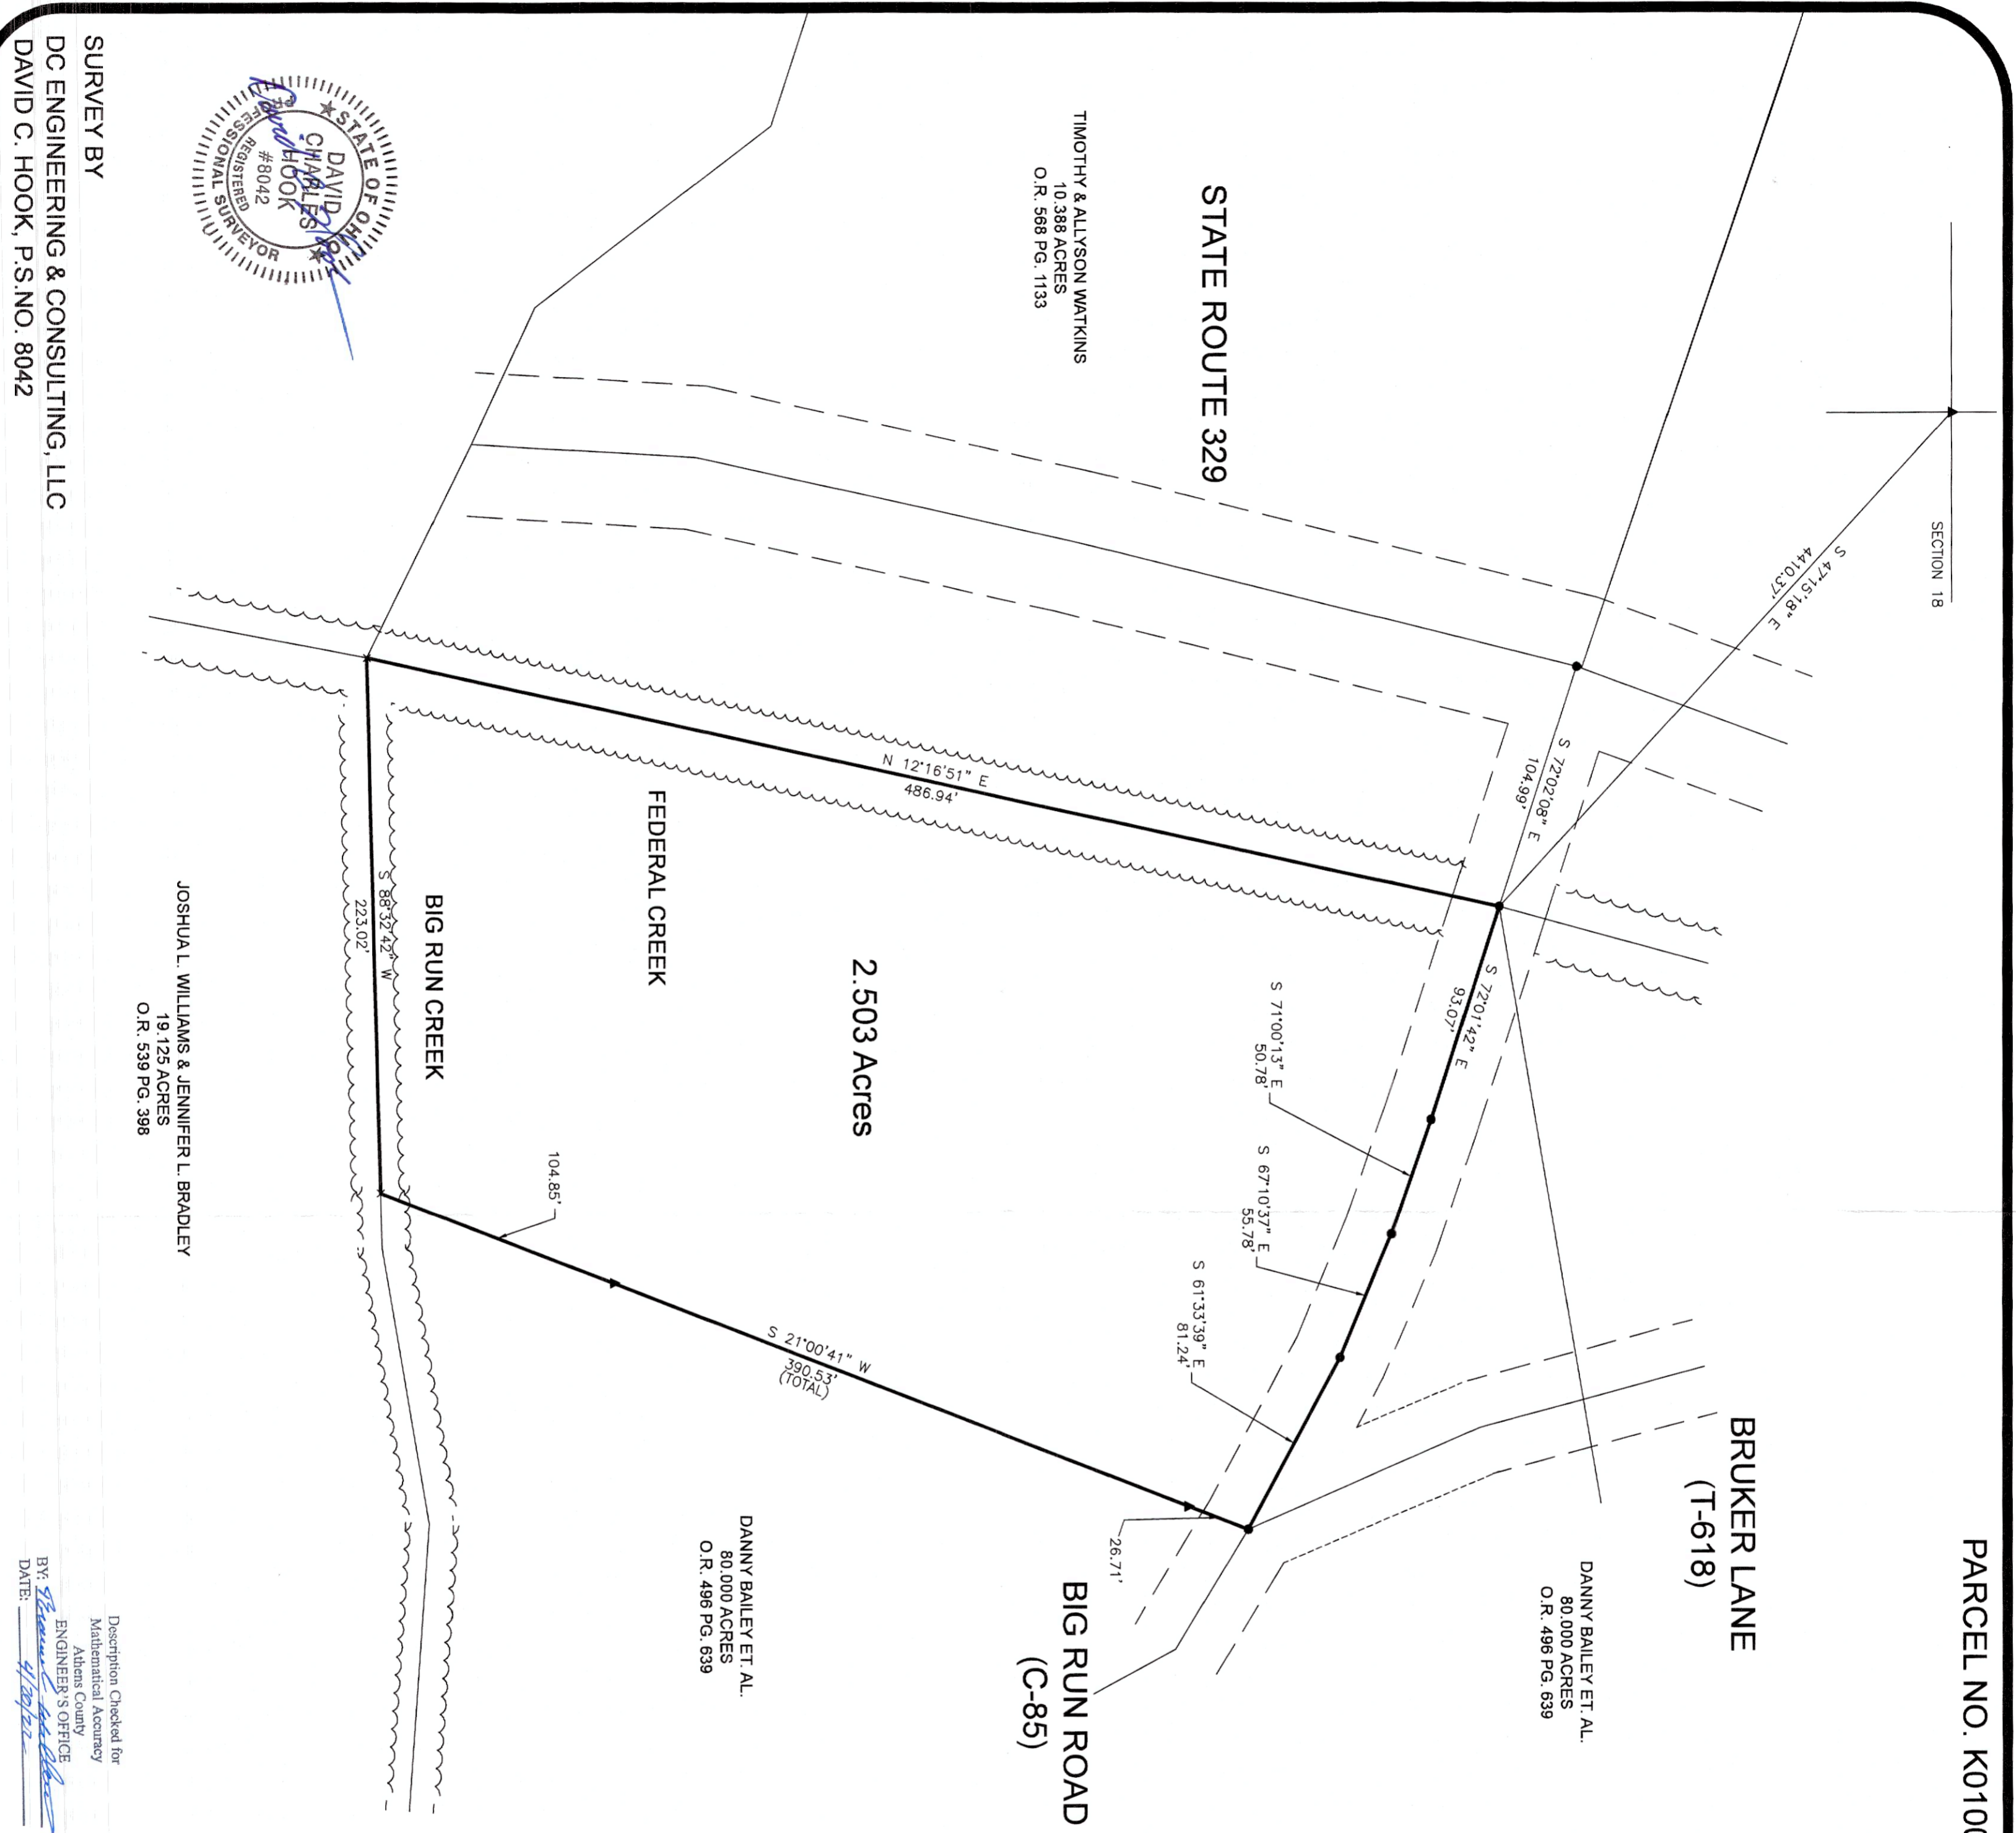 PARCEL NO. K0100
SECTION 18
S 47°15'18" E
4410.37'
BRUKER LANE
(T-618)
DANNY BAILEY ET. AL.
80.000 ACRES
O.R. 496 PG. 639
STATE ROUTE 329
TIMOTHY & ALLYSON WATKINS
10.388 ACRES
O.R. 568 PG. 1133
S 72°02'08" E
104.99'
S 72°01'42" E
93.07'
S 71°00'13" E
50.78'
S 67°10'37" E
55.78'
S 61°33'39" E
81.24'
BIG RUN ROAD
(C-85)
26.71'
N 12°16'51" E
486.94'
2.503 Acres
FEDERAL CREEK
S 21°00'41" W
390.53'
(TOTAL)
104.85'
DANNY BAILEY ET. AL.
80.000 ACRES
O.R. 496 PG. 639
BIG RUN CREEK
S 88°32'42" W
223.02'
JOSHUA L. WILLIAMS & JENNIFER L. BRADLEY
19.125 ACRES
O.R. 539 PG. 398
STATE OF OHIO
DAVID
CHARLES
HOOK
#8042
REGISTERED
PROFESSIONAL SURVEYOR
SURVEY BY
DC ENGINEERING & CONSULTING, LLC
DAVID C. HOOK, P.S.NO. 8042
Description Checked for
Mathematical Accuracy
Athens County
ENGINEER'S OFFICE
BY:
DATE: 4/20/22